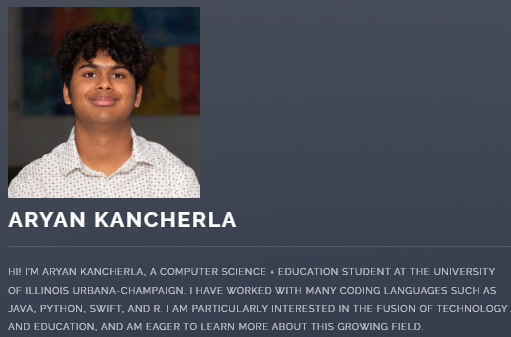 ARYAN KANCHERLA
HI! I'M ARYAN KANCHERLA, A COMPUTER SCIENCE + EDUCATION STUDENT AT THE UNIVERSITY
OF ILLINOIS URBANA-CHAMPAIGN. I HAVE WORKED WITH MANY CODING LANGUAGES SUCH AS
JAVA, PYTHON, SWIFT, AND R. I AM PARTICULARLY INTERESTED IN THE FUSION OF TECHNOLOGY
AND EDUCATION, AND AM EAGER TO LEARN MORE ABOUT THIS GROWING FIELD.